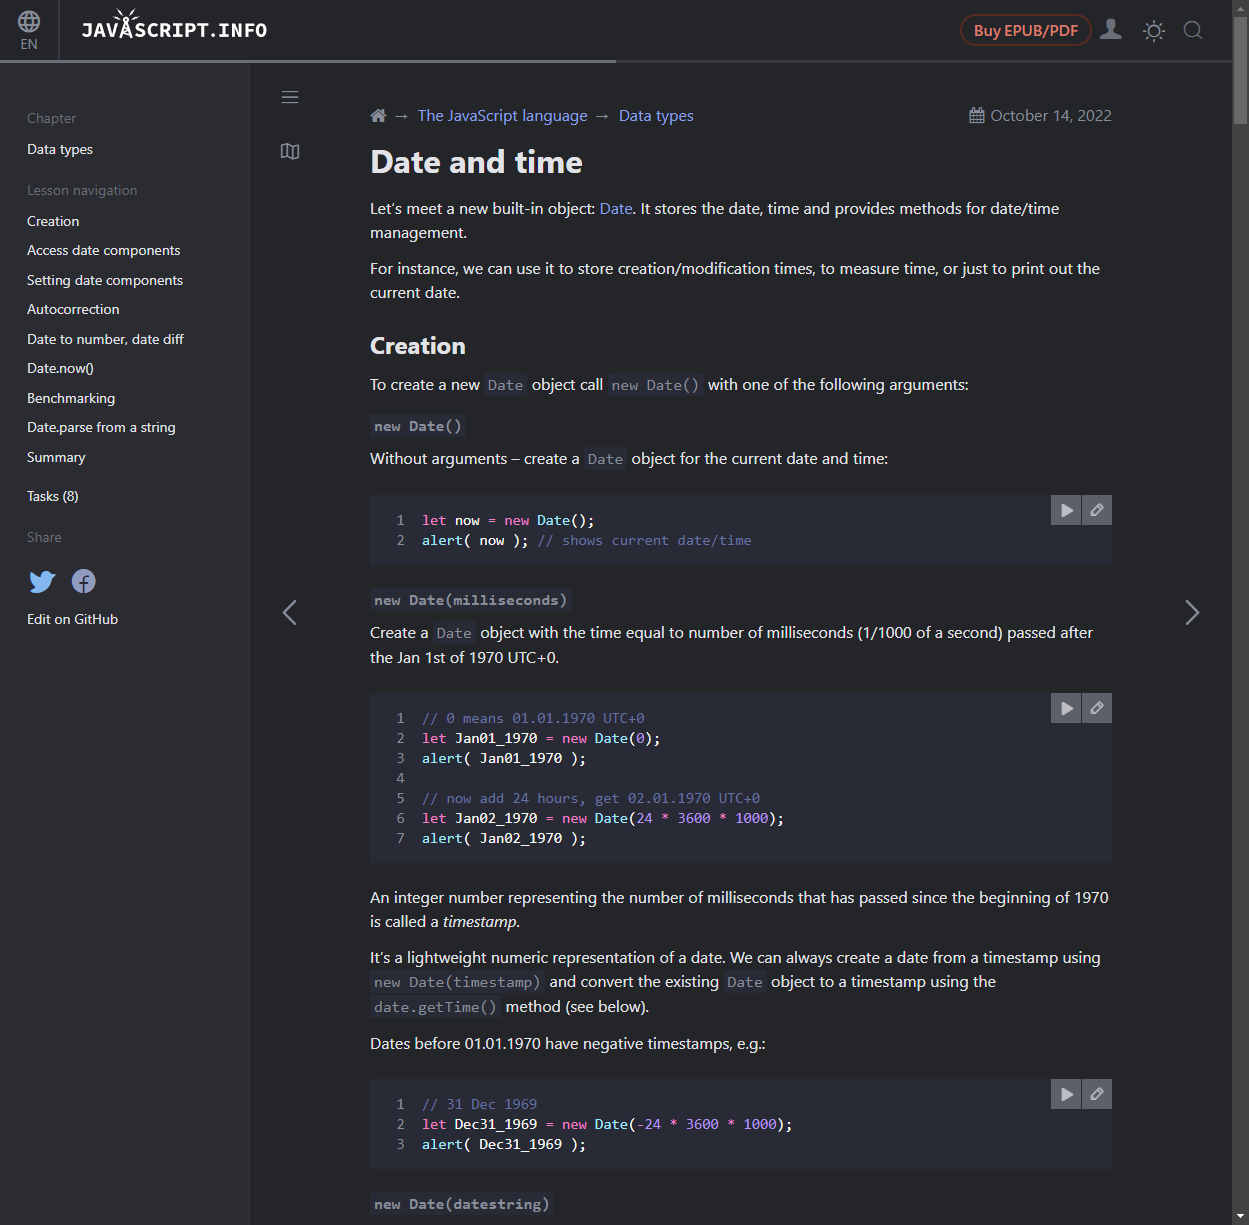 EN
JAVASCRIPT.INFO
Buy EPUB/PDF
Chapter
Data types
Lesson navigation
Creation
Access date components
Setting date components
Autocorrection
Date to number, date diff
Date.now()
Benchmarking
Date.parse from a string
Summary
Tasks (8)
Share
Edit on GitHub
→ The JavaScript language → Data types
October 14, 2022
Date and time
Let’s meet a new built-in object: Date. It stores the date, time and provides methods for date/time
management.
For instance, we can use it to store creation/modification times, to measure time, or just to print out the
current date.
Creation
To create a new Date object call new Date() with one of the following arguments:
new Date()
Without arguments – create a Date object for the current date and time:
1 let now = new Date();
2 alert( now ); // shows current date/time
new Date(milliseconds)
Create a Date object with the time equal to number of milliseconds (1/1000 of a second) passed after
the Jan 1st of 1970 UTC+0.
1 // 0 means 01.01.1970 UTC+0
2 let Jan01_1970 = new Date(0);
3 alert( Jan01_1970 );
4
5 // now add 24 hours, get 02.01.1970 UTC+0
6 let Jan02_1970 = new Date(24 * 3600 * 1000);
7 alert( Jan02_1970 );
An integer number representing the number of milliseconds that has passed since the beginning of 1970
is called a timestamp.
It’s a lightweight numeric representation of a date. We can always create a date from a timestamp using
new Date(timestamp) and convert the existing Date object to a timestamp using the
date.getTime() method (see below).
Dates before 01.01.1970 have negative timestamps, e.g.:
1 // 31 Dec 1969
2 let Dec31_1969 = new Date(-24 * 3600 * 1000);
3 alert( Dec31_1969 );
new Date(datestring)